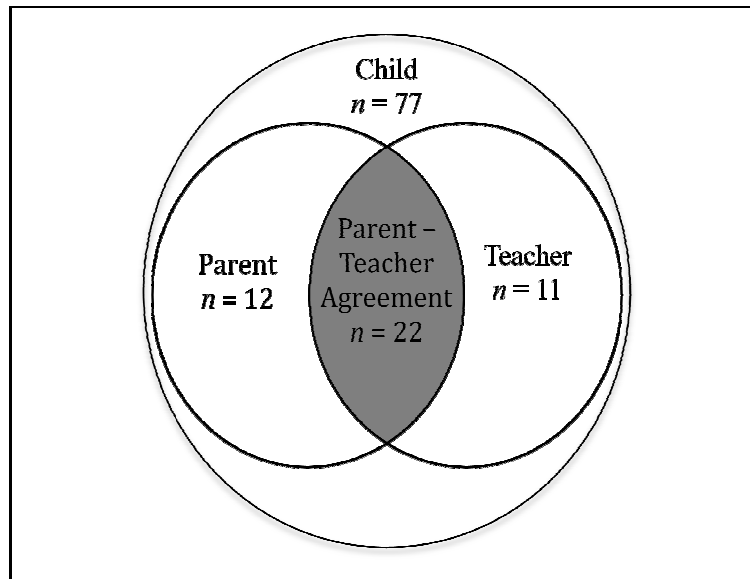 Child
n = 77
Parent
n = 12
Parent –
Teacher
Agreement
n = 22
Teacher
n = 11